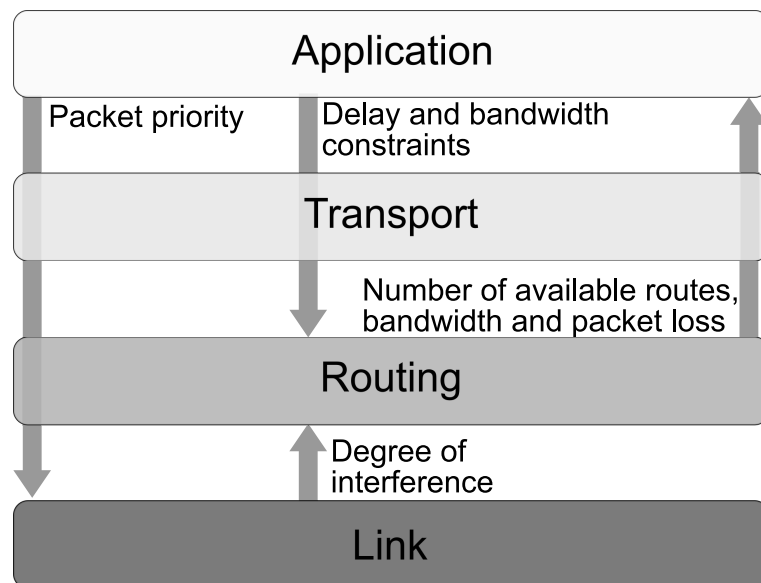 Application
Packet priority
Delay and bandwidth
constraints
Transport
Number of available routes,
bandwidth and packet loss
Routing
Degree of
interference
Link